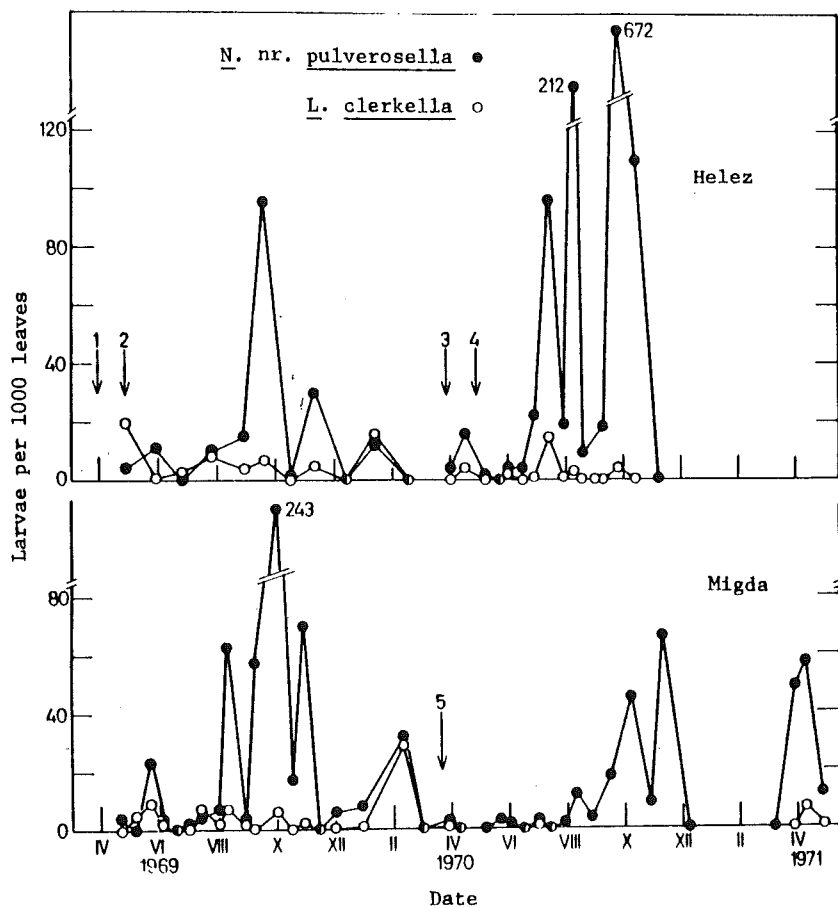 N. nr. pulverosella
L. clerkella
672
212
120
80
40
0
Helez
1 2 3 4
Larvae per 1000 leaves
243
Migda
80
40
0
5
IV VI VIII X XII II IV VI VIII X XII II IV
1969 1970 1971
Date